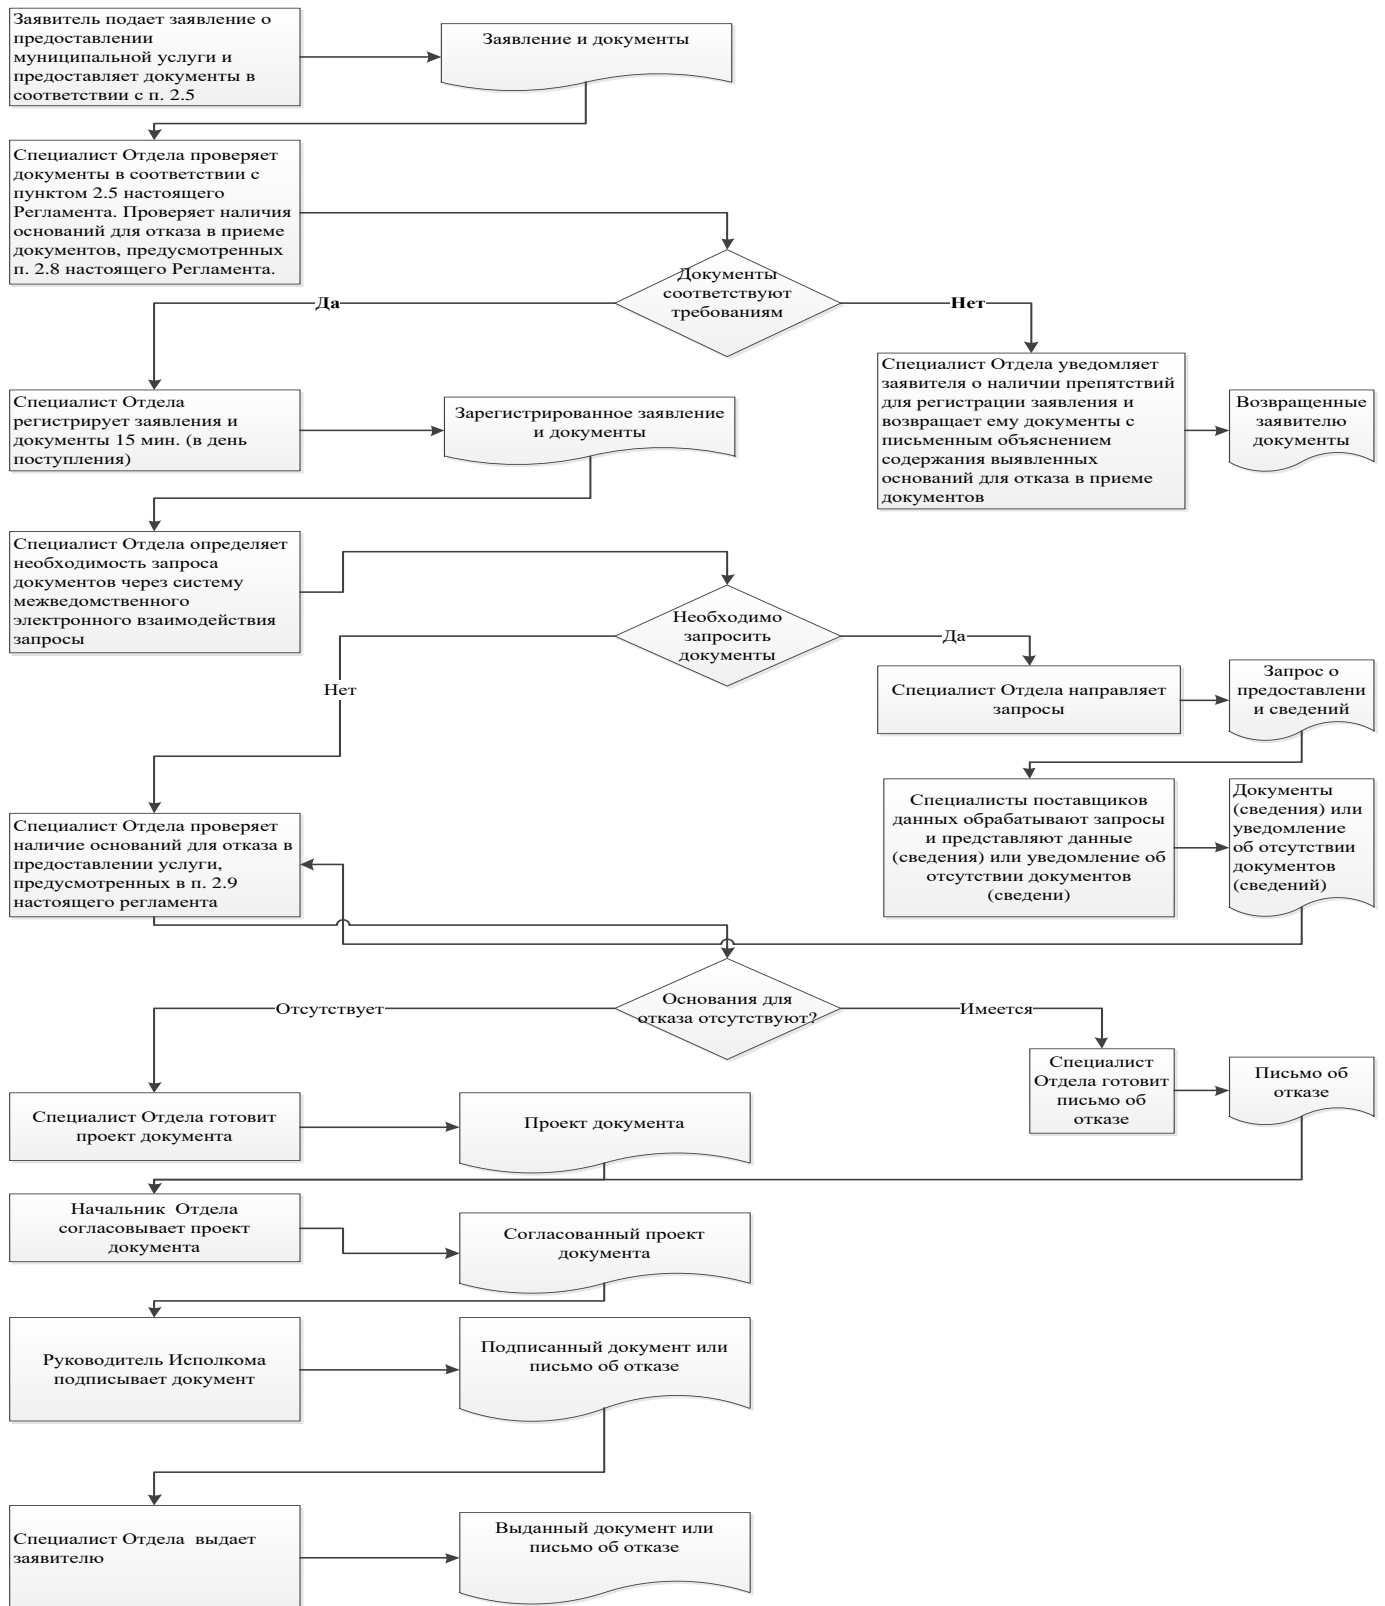 Заявитель подает заявление о
предоставлении
муниципальной услуги и
предоставляет документы в
соответствии с п. 2.5
Заявление и документы
Специалист Отдела проверяет
документы в соответствии с
пунктом 2.5 настоящего
Регламента. Проверяет наличия
оснований для отказа в приеме
документов, предусмотренных
п. 2.8 настоящего Регламента.
Документы
соответствуют
требованиям
Да
Нет
Специалист Отдела
регистрирует заявления и
документы 15 мин. (в день
поступления)
Зарегистрированное заявление
и документы
Специалист Отдела уведомляет
заявителя о наличии препятствий
для регистрации заявления и
возвращает ему документы с
письменным объяснением
содержания выявленных
оснований для отказа в приеме
документов
Возвращенные
заявителю
документы
Специалист Отдела определяет
необходимость запроса
документов через систему
межведомственного
электронного взаимодействия
запросы
Необходимо
запросить
документы
Да
Нет
Специалист Отдела направляет
запросы
Запрос о
предоставлени
и сведений
Специалисты поставщиков
данных обрабатывают запросы
и представляют данные
(сведения) или уведомление об
отсутствии документов
(сведени)
Документы
(сведения) или
уведомление
об отсутствии
документов
(сведений)
Специалист Отдела проверяет
наличие оснований для отказа в
предоставлении услуги,
предусмотренных в п. 2.9
настоящего регламента
Основания для
отказа отсутствуют?
Отсутствует
Имеется
Специалист
Отдела готовит
письмо об
отказе
Письмо об
отказе
Специалист Отдела готовит
проект документа
Проект документа
Начальник  Отдела
согласовывает проект
документа
Согласованный проект
документа
Руководитель Исполкома
подписывает документ
Подписанный документ или
письмо об отказе
Специалист Отдела  выдает
заявителю
Выданный документ или
письмо об отказе